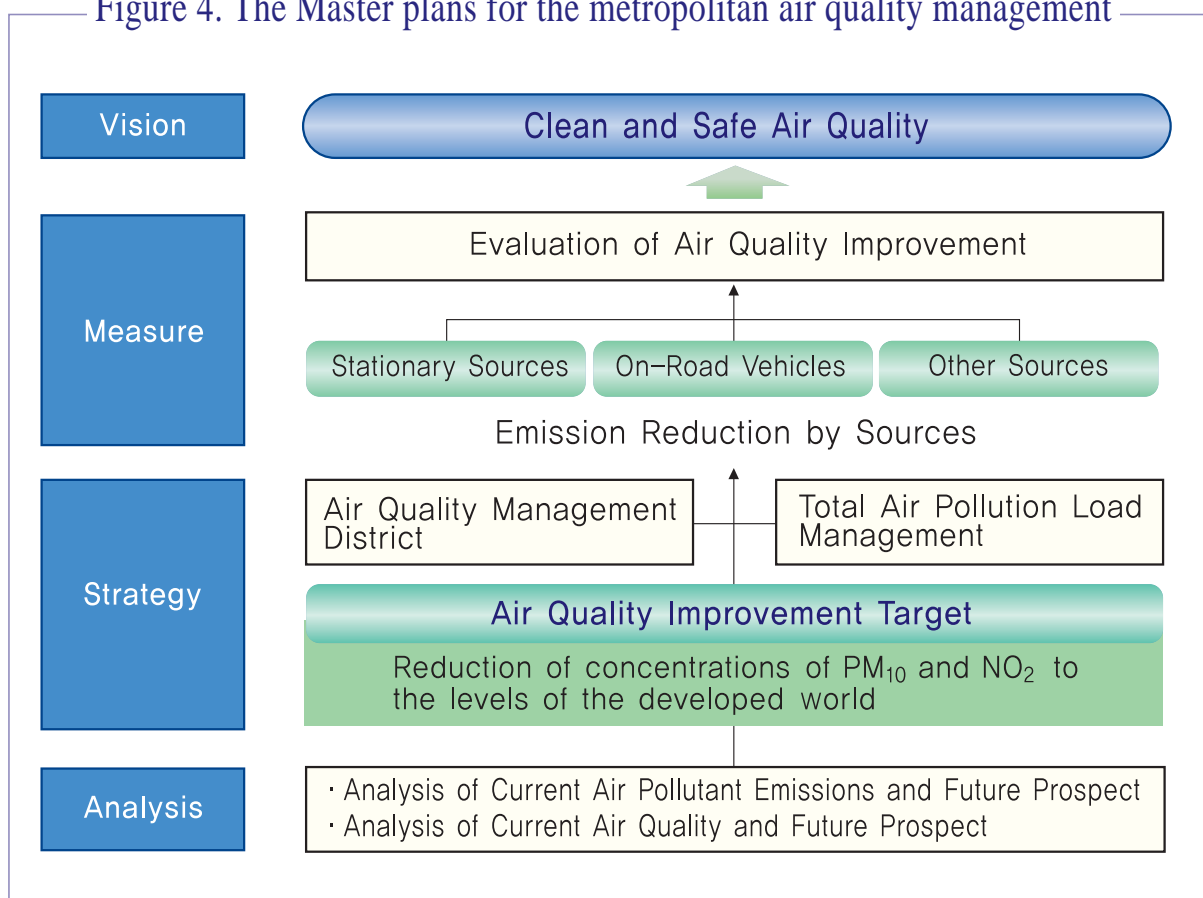 Figure 4. The Master plans for the metropolitan air quality management
Vision
Clean and Safe Air Quality
Measure
Evaluation of Air Quality Improvement
Stationary Sources
On-Road Vehicles
Other Sources
Emission Reduction by Sources
Strategy
Air Quality Management
District
Total Air Pollution Load
Management
Air Quality Improvement Target
Reduction of concentrations of PM₁₀ and NO₂ to
the levels of the developed world
Analysis
· Analysis of Current Air Pollutant Emissions and Future Prospect
· Analysis of Current Air Quality and Future Prospect